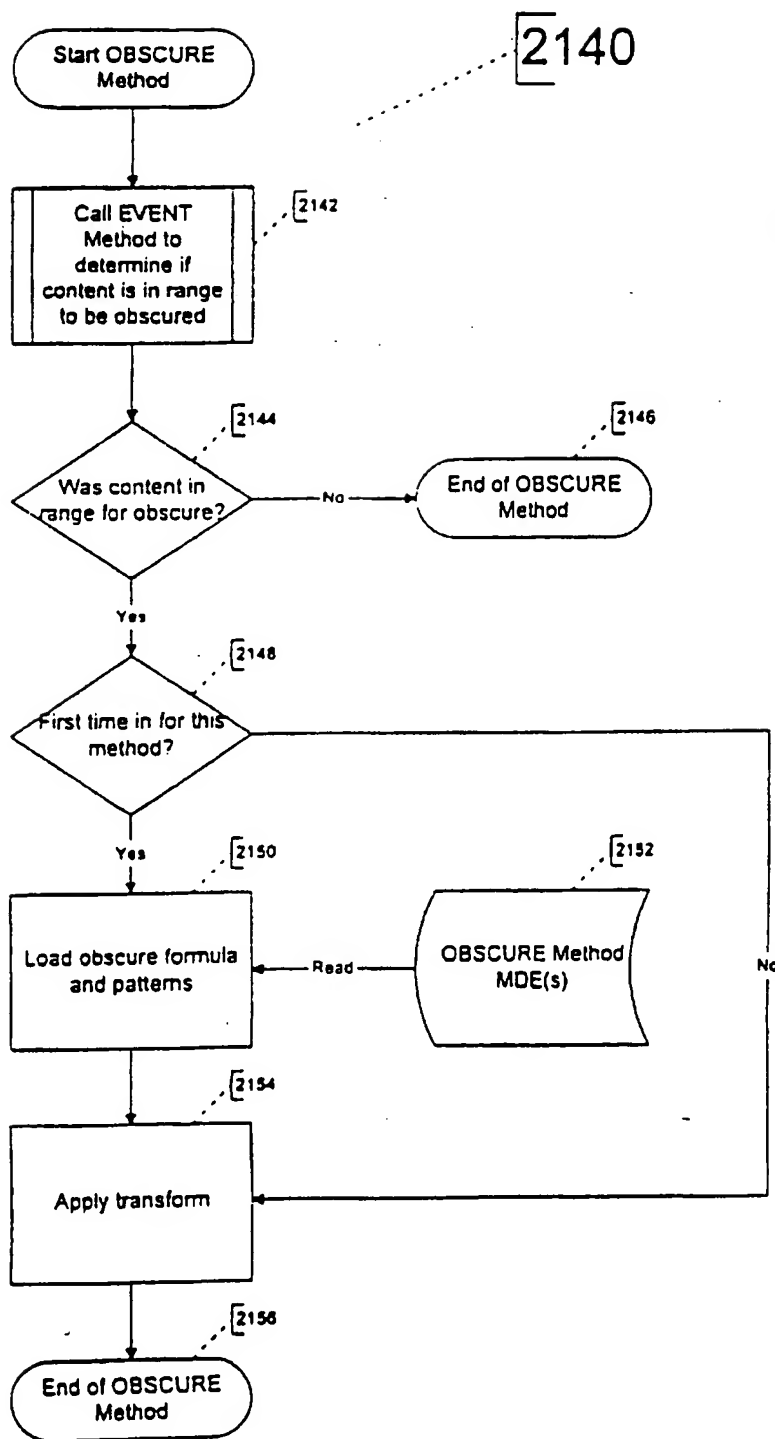 2140
Start OBSCURE
Method
2142
Call EVENT
Method to
determine if
content is in range
to be obscured
2144
2146
Was content in
range for obscure?
No
End of OBSCURE
Method
Yes
2148
First time in for this
method?
Yes
2150
2152
Load obscure formula
and patterns
Read
OBSCURE Method
MDE(s)
No
2154
Apply transform
2156
End of OBSCURE
Method